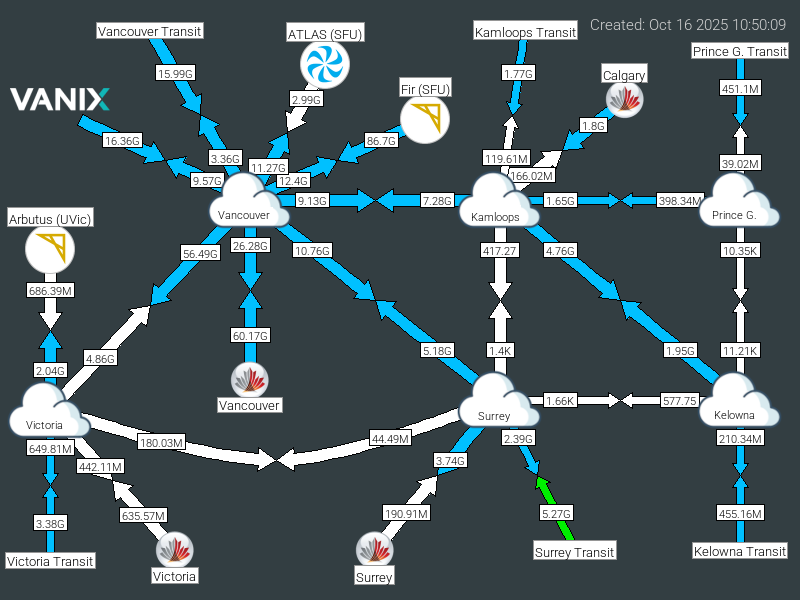 Created: Oct 16 2025 10:50:09
Vancouver Transit
ATLAS (SFU)
Kamloops Transit
Prince G. Transit
15.99G
1.77G
Calgary
451.1M
VANIX
2.99G
Fir (SFU)
1.8G
16.36G
86.7G
3.36G
119.61M
39.02M
9.57G
11.27G
12.4G
166.02M
9.13G
7.28G
1.65G
398.34M
Vancouver
Kamloops
Prince G.
Arbutus (UVic)
56.49G
26.28G
10.76G
417.27
4.76G
10.35K
686.39M
60.17G
2.04G
4.86G
5.18G
1.4K
1.95G
11.21K
Vancouver
1.66K
577.75
Victoria
Surrey
Kelowna
180.03M
44.49M
649.81M
2.39G
210.34M
442.11M
3.74G
3.38G
635.57M
190.91M
5.27G
455.16M
Victoria Transit
Victoria
Surrey
Surrey Transit
Kelowna Transit